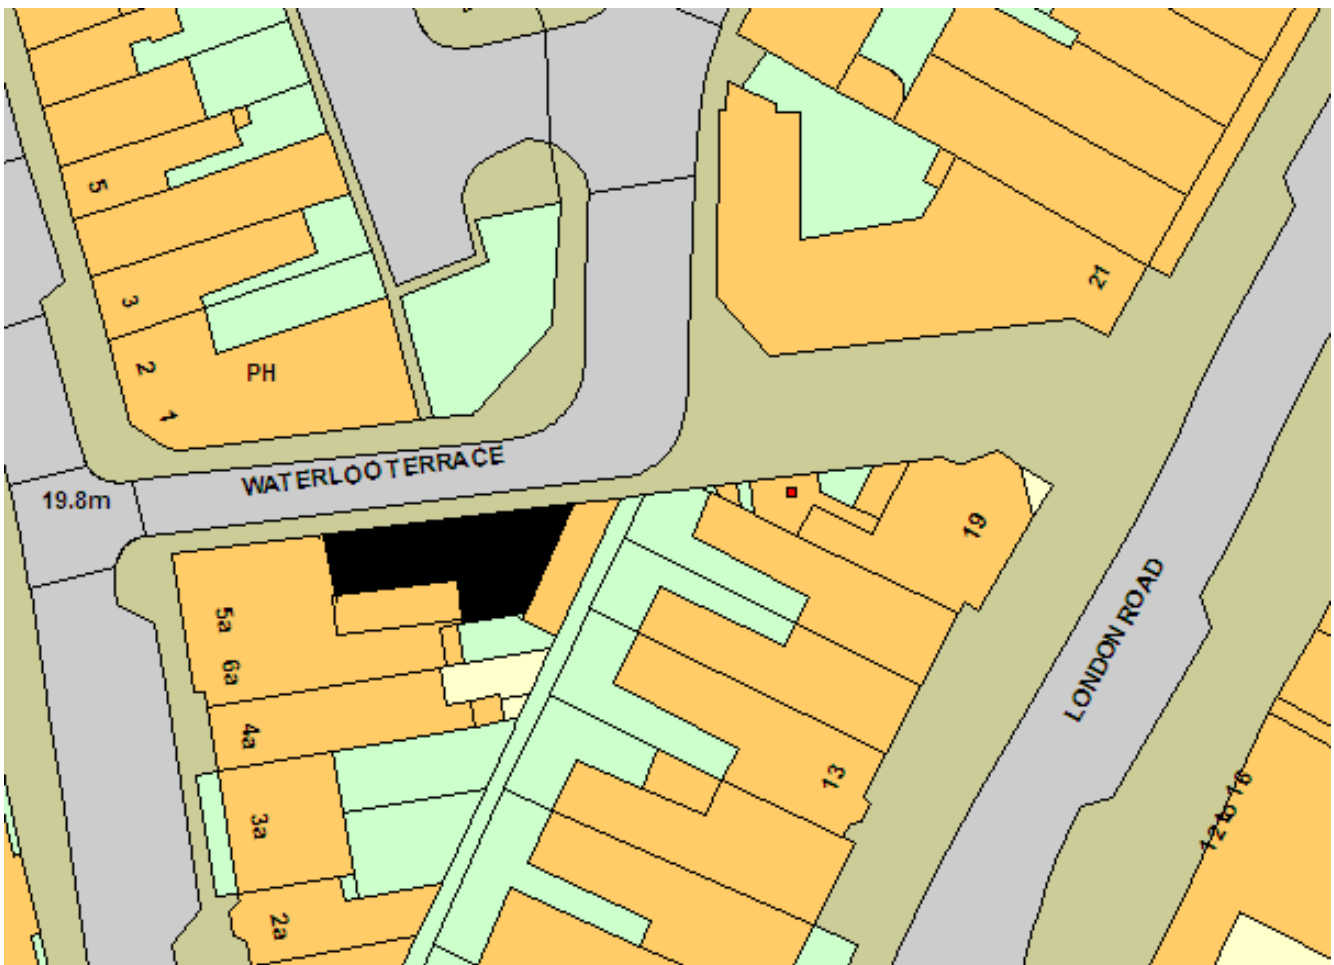 5
3
2
1
PH
21
WATERLOO TERRACE
19.8m
19
5a
6a
4a
3a
2a
13
LONDON ROAD
12 to 16